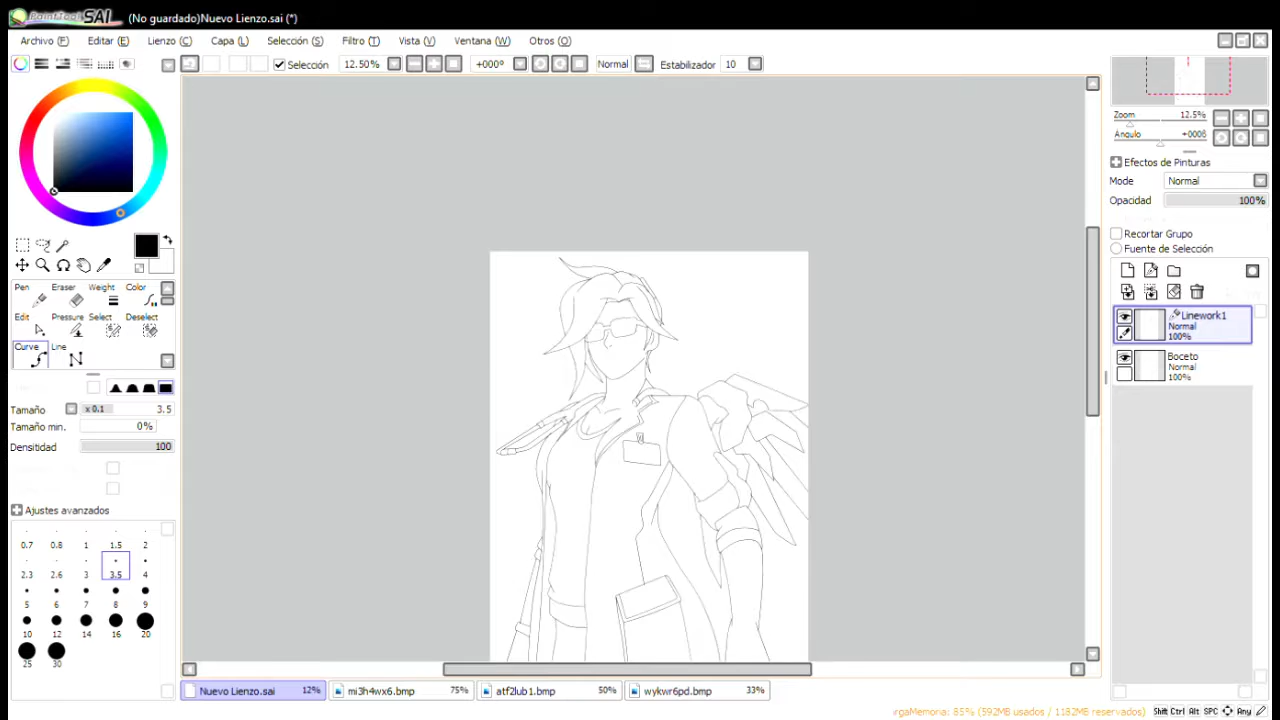 PaintTool SAI (No guardado)Nuevo Lienzo.sai (*)
Archivo (F) Editar (E) Lienzo (C) Capa (L) Selección (S) Filtro (T) Vista (V) Ventana (W) Otros (O)
Selección 12.50% +000° Normal Estabilizador 10
Zoom 12.5%
Angulo +000º
Efectos de Pinturas
Mode Normal
Opacidad 100%
Recortar Grupo
Fuente de Selección
Pen Eraser Weight Color
Edit Pressure Select Deselect
Curve Line
Linework1
Normal
100%
Boceto
Normal
100%
Tamaño x 0.1 3.5
Tamaño min. 0%
Densitidad 100
Ajustes avanzados
0.7 0.8 1 1.5 2
2.3 2.6 3 3.5 4
5 6 7 8 9
10 12 14 16 20
25 30
Nuevo Lienzo.sai 12% mi3h4wx6.bmp 75% atf2lub1.bmp 50% wykwr6pd.bmp 33%
rgaMemoria: 85% (592MB usados / 1182MB reservados) Shift Ctrl Alt SPC Any